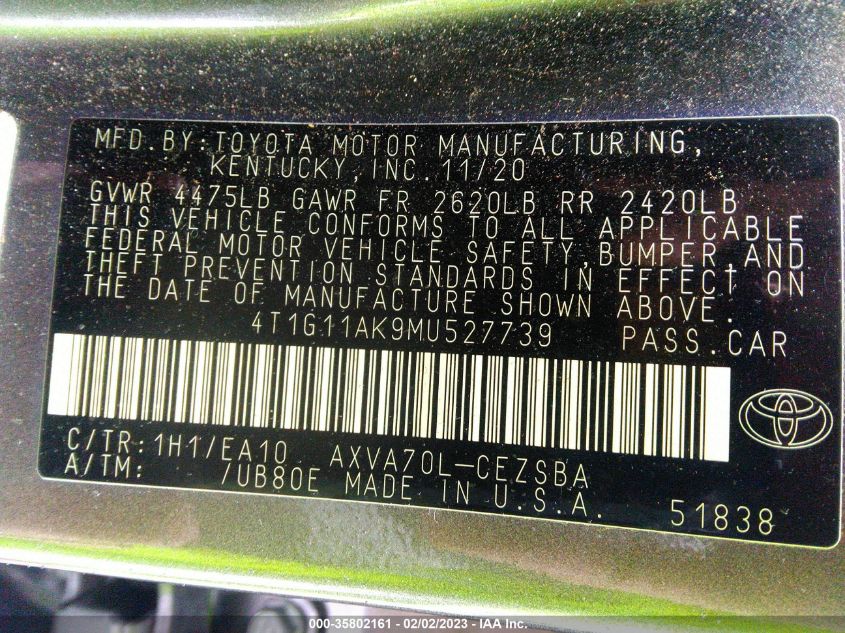 MFD.BY:TOYOTA MOTOR MANUFACTURING,
KENTUCKY,INC.11/20
GVWR 4475LB GAWR FR 2620LB RR 2420LB
THIS VEHICLE CONFORMS TO ALL APPLICABLE
FEDERAL MOTOR VEHICLE SAFETY,BUMPER,AND
THEFT PREVENTION STANDARDS IN EFFECT ON
THE DATE OF MANUFACTURE SHOWN ABOVE.
4T1G11AK9MU527739 PASS.CAR
C/TR:1H1/EA10 AXVA70L-CEZSBA
A/TM: /UB80E MADE IN U.S.A. 51838
000-35802161 - 02/02/2023 - IAA Inc.